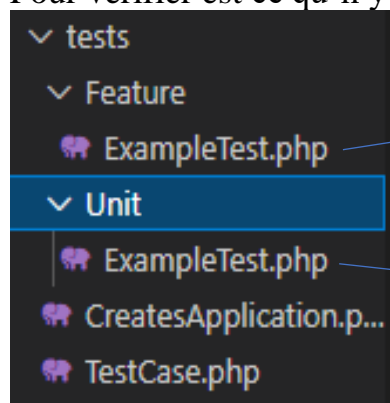 Pour vérifier est ce qu'il y
tests
Feature
ExampleTest.php
Unit
ExampleTest.php
CreatesApplication.p...
TestCase.php